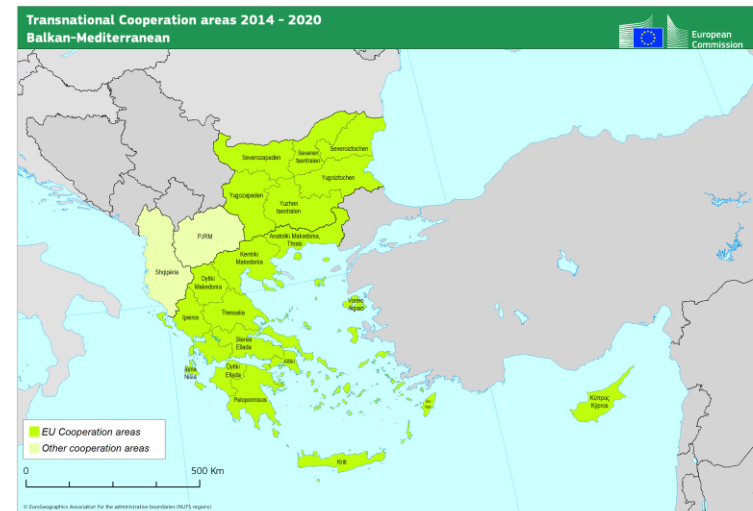 Transnational Cooperation areas 2014 - 2020
Balkan-Mediterranean
European
Commission
Severozapaden
Severen
tsentralen
Severoiztochen
Yugoiztochen
Yugozapaden
Yuzhen
tsentralen
FJRM
Shqipëria
Anatoliki Makedonia,
Thraki
Kentriki
Makedonia
Dytiki
Makedonia
Ipeiros
Thessalia
Voreio
Aigaio
Sterea
Ellada
Ionia
Nisia
Dytiki
Ellada
Attiki
Peloponnisos
Kriti
Κύπρος
Kýpros
EU Cooperation areas
Other cooperation areas
0
500 Km
© EuroGeographics Association for the administrative boundaries (NUTS regions)